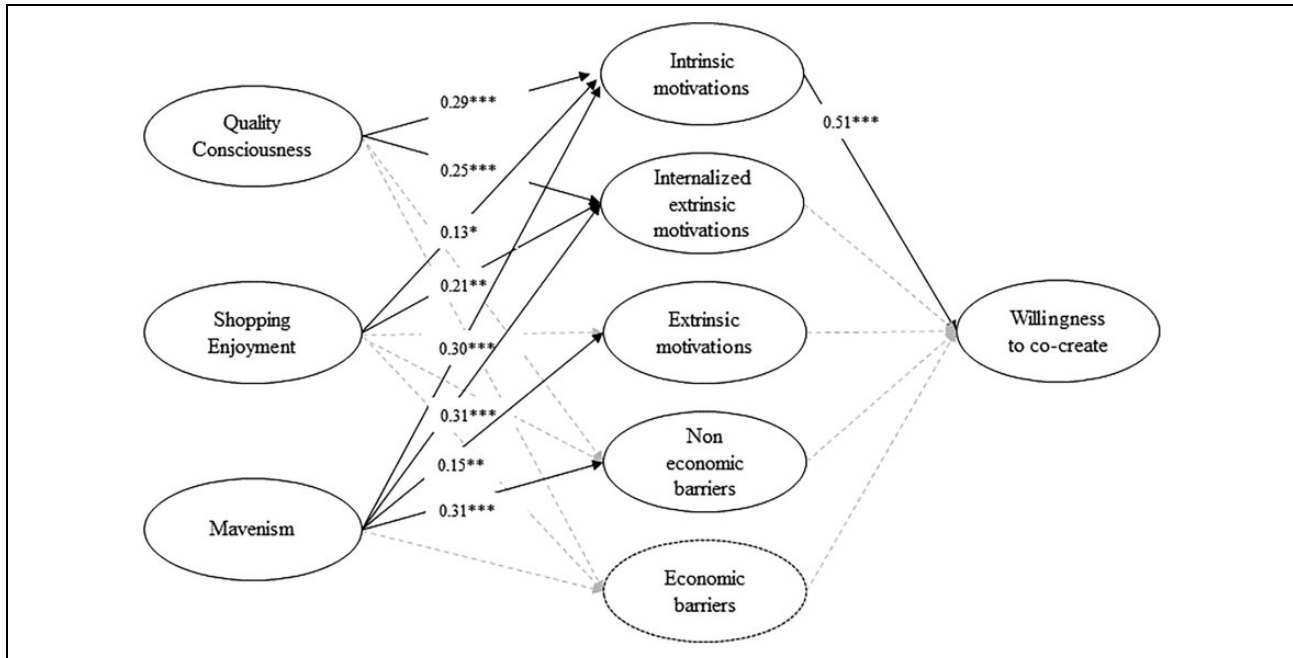 Quality
Consciousness
Shopping
Enjoyment
Mavenism
0.29***
0.25***
0.13*
0.21**
0.30***
0.31***
0.15**
0.31***
Intrinsic
motivations
Internalized
extrinsic
motivations
Extrinsic
motivations
Non
economic
barriers
Economic
barriers
0.51***
Willingness
to co-create